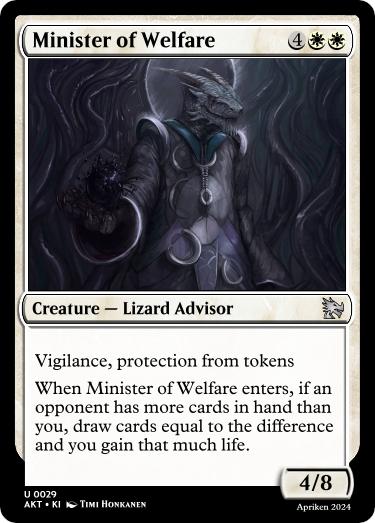 Minister of Welfare 4
Creature — Lizard Advisor
Vigilance, protection from tokens
When Minister of Welfare enters, if an
opponent has more cards in hand than
you, draw cards equal to the difference
and you gain that much life.
4/8
U 0029
AKT • KI Timi Honkanen
Apriken 2024